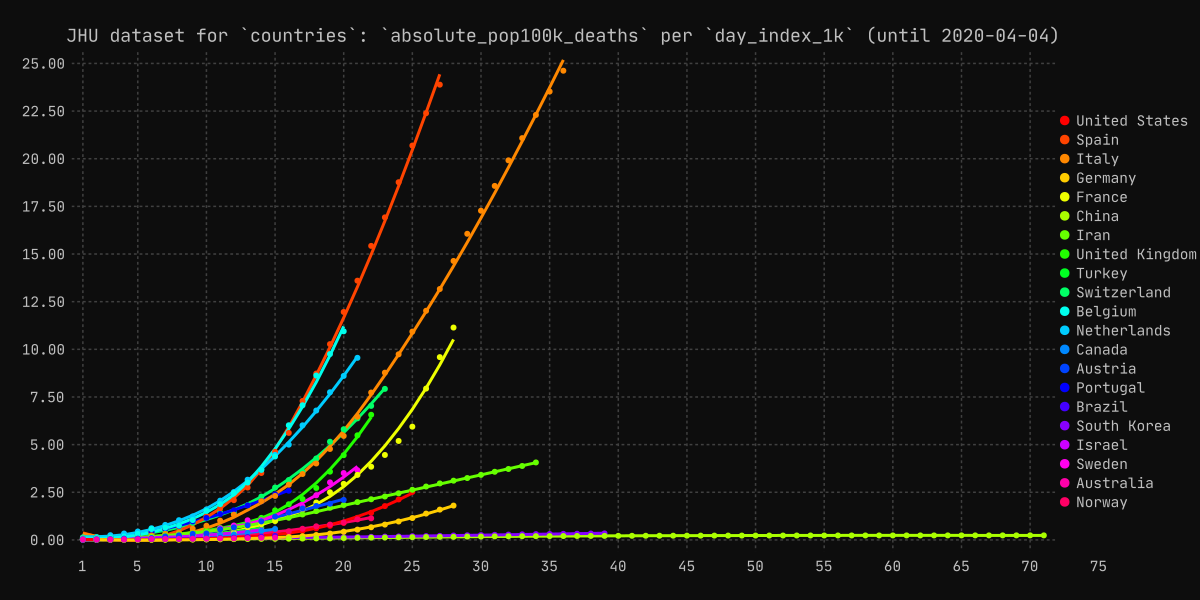 JHU dataset for `countries`: `absolute_pop100k_deaths` per `day_index_1k` (until 2020-04-04)
25.00
22.50
20.00
17.50
15.00
12.50
10.00
7.50
5.00
2.50
0.00
1 5 10 15 20 25 30 35 40 45 50 55 60 65 70 75
United States
Spain
Italy
Germany
France
China
Iran
United Kingdom
Turkey
Switzerland
Belgium
Netherlands
Canada
Austria
Portugal
Brazil
South Korea
Israel
Sweden
Australia
Norway